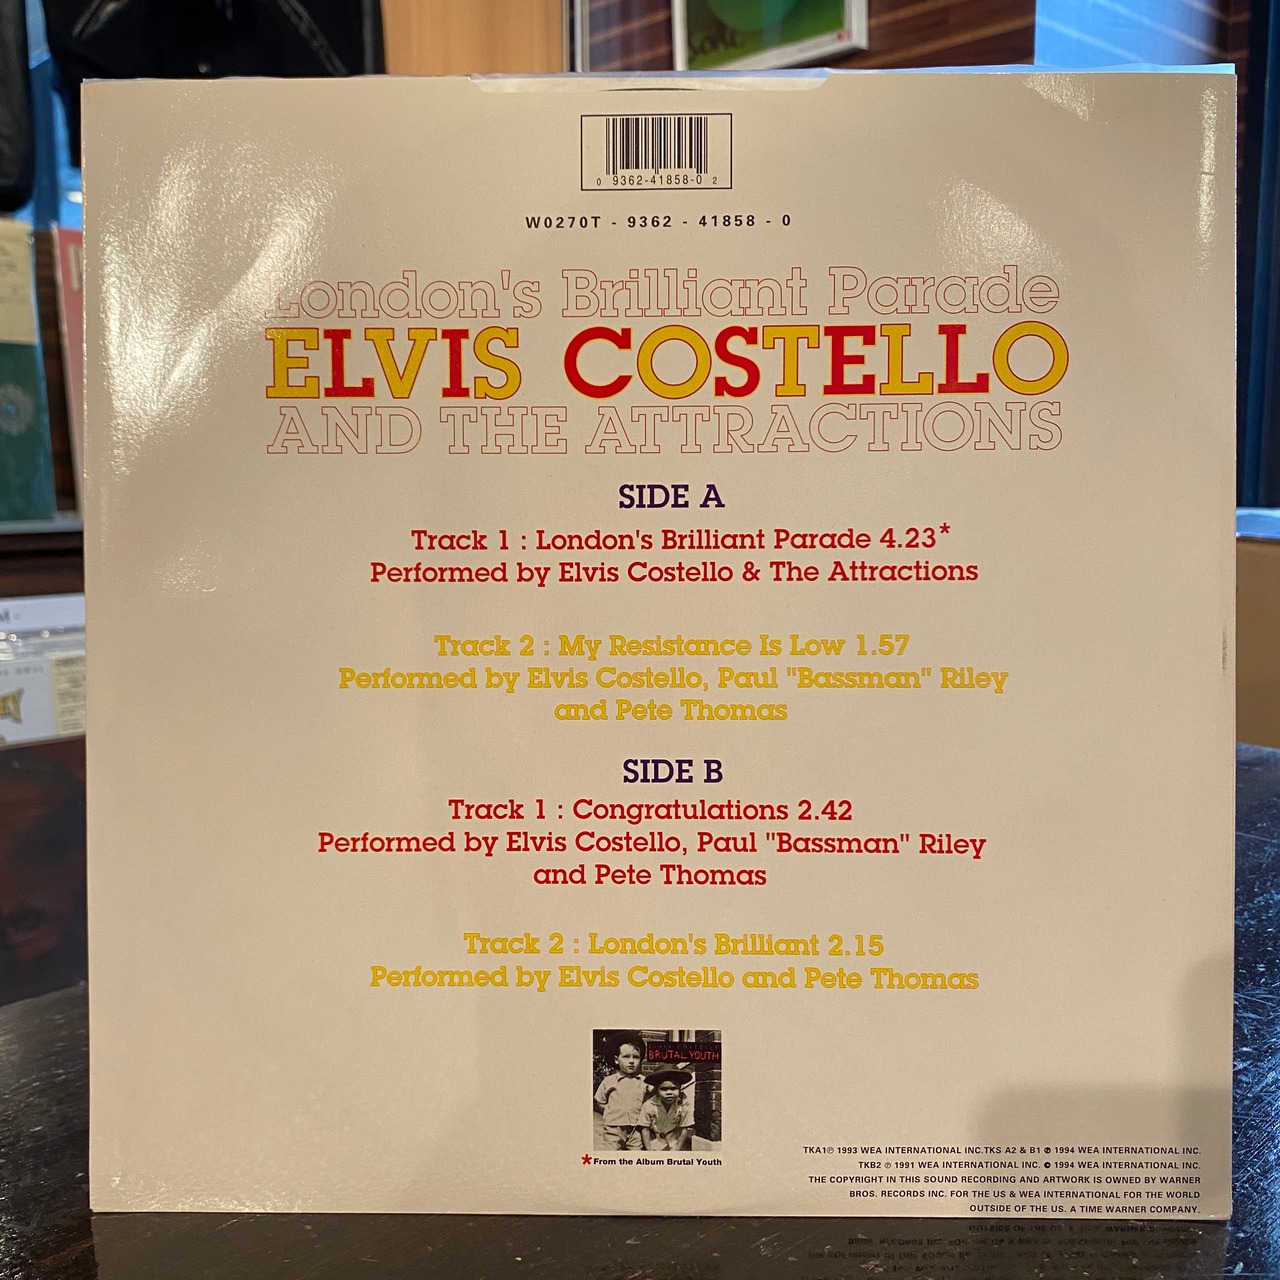 Sonic
0 9362-41858-0 2
W0270T - 9362 - 41858 - 0
London's Brilliant Parade
ELVIS COSTELLO
AND THE ATTRACTIONS
SIDE A
Track 1 : London's Brilliant Parade 4.23*
Performed by Elvis Costello & The Attractions
Track 2 : My Resistance Is Low 1.57
Performed by Elvis Costello, Paul "Bassman" Riley
and Pete Thomas
SIDE B
Track 1 : Congratulations 2.42
Performed by Elvis Costello, Paul "Bassman" Riley
and Pete Thomas
Track 2 : London's Brilliant 2.15
Performed by Elvis Costello and Pete Thomas
ELVIS COSTELLO
BRUTAL YOUTH
*From the Album Brutal Youth
TKA1℗ 1993 WEA INTERNATIONAL INC.TKS A2 & B1 ℗ 1994 WEA INTERNATIONAL INC.
TKB2 ℗ 1991 WEA INTERNATIONAL INC. © 1994 WEA INTERNATIONAL INC.
THE COPYRIGHT IN THIS SOUND RECORDING AND ARTWORK IS OWNED BY WARNER
BROS. RECORDS INC. FOR THE US & WEA INTERNATIONAL FOR THE WORLD
OUTSIDE OF THE US. A TIME WARNER COMPANY.